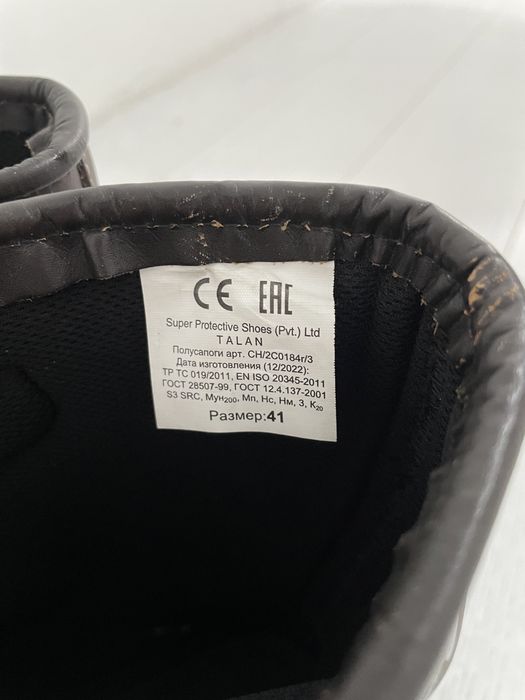 CE EAC
Super Protective Shoes (Pvt.) Ltd
TALAN
Полусапоги арт. СН/2С0184г/3
Дата изготовления (12/2022):
ТР ТС 019/2011, EN ISO 20345-2011
ГОСТ 28507-99, ГОСТ 12.4.137-2001
S3 SRC, Мун200, Мп, Нс, Нм, З, К20
Размер:41